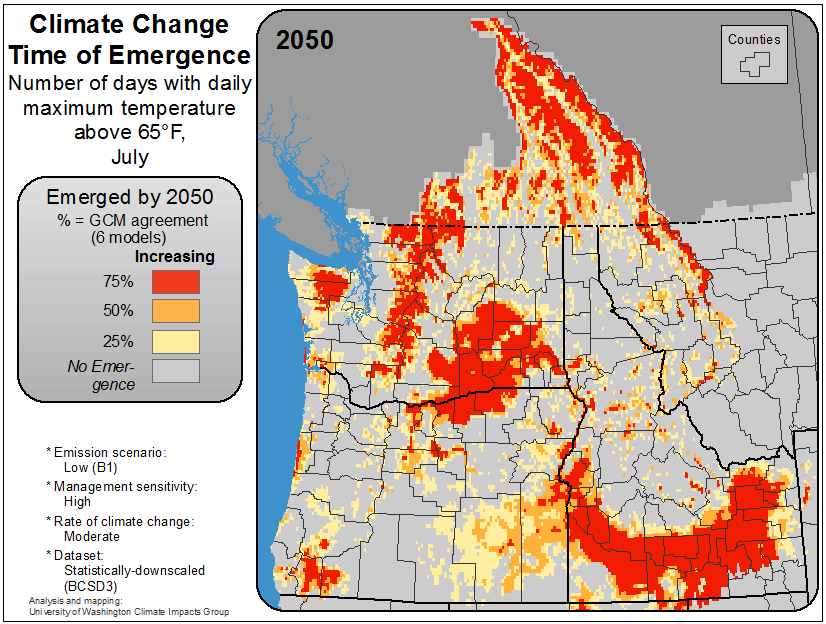 Climate Change
Time of Emergence
Number of days with daily
maximum temperature
above 65°F,
July
Emerged by 2050
% = GCM agreement
(6 models)
Increasing
75%
50%
25%
No Emer-
gence
* Emission scenario:
Low (B1)
* Management sensitivity:
High
* Rate of climate change:
Moderate
* Dataset:
Statistically-downscaled
(BCSD3)
Analysis and mapping:
University of Washington Climate Impacts Group
2050
Counties